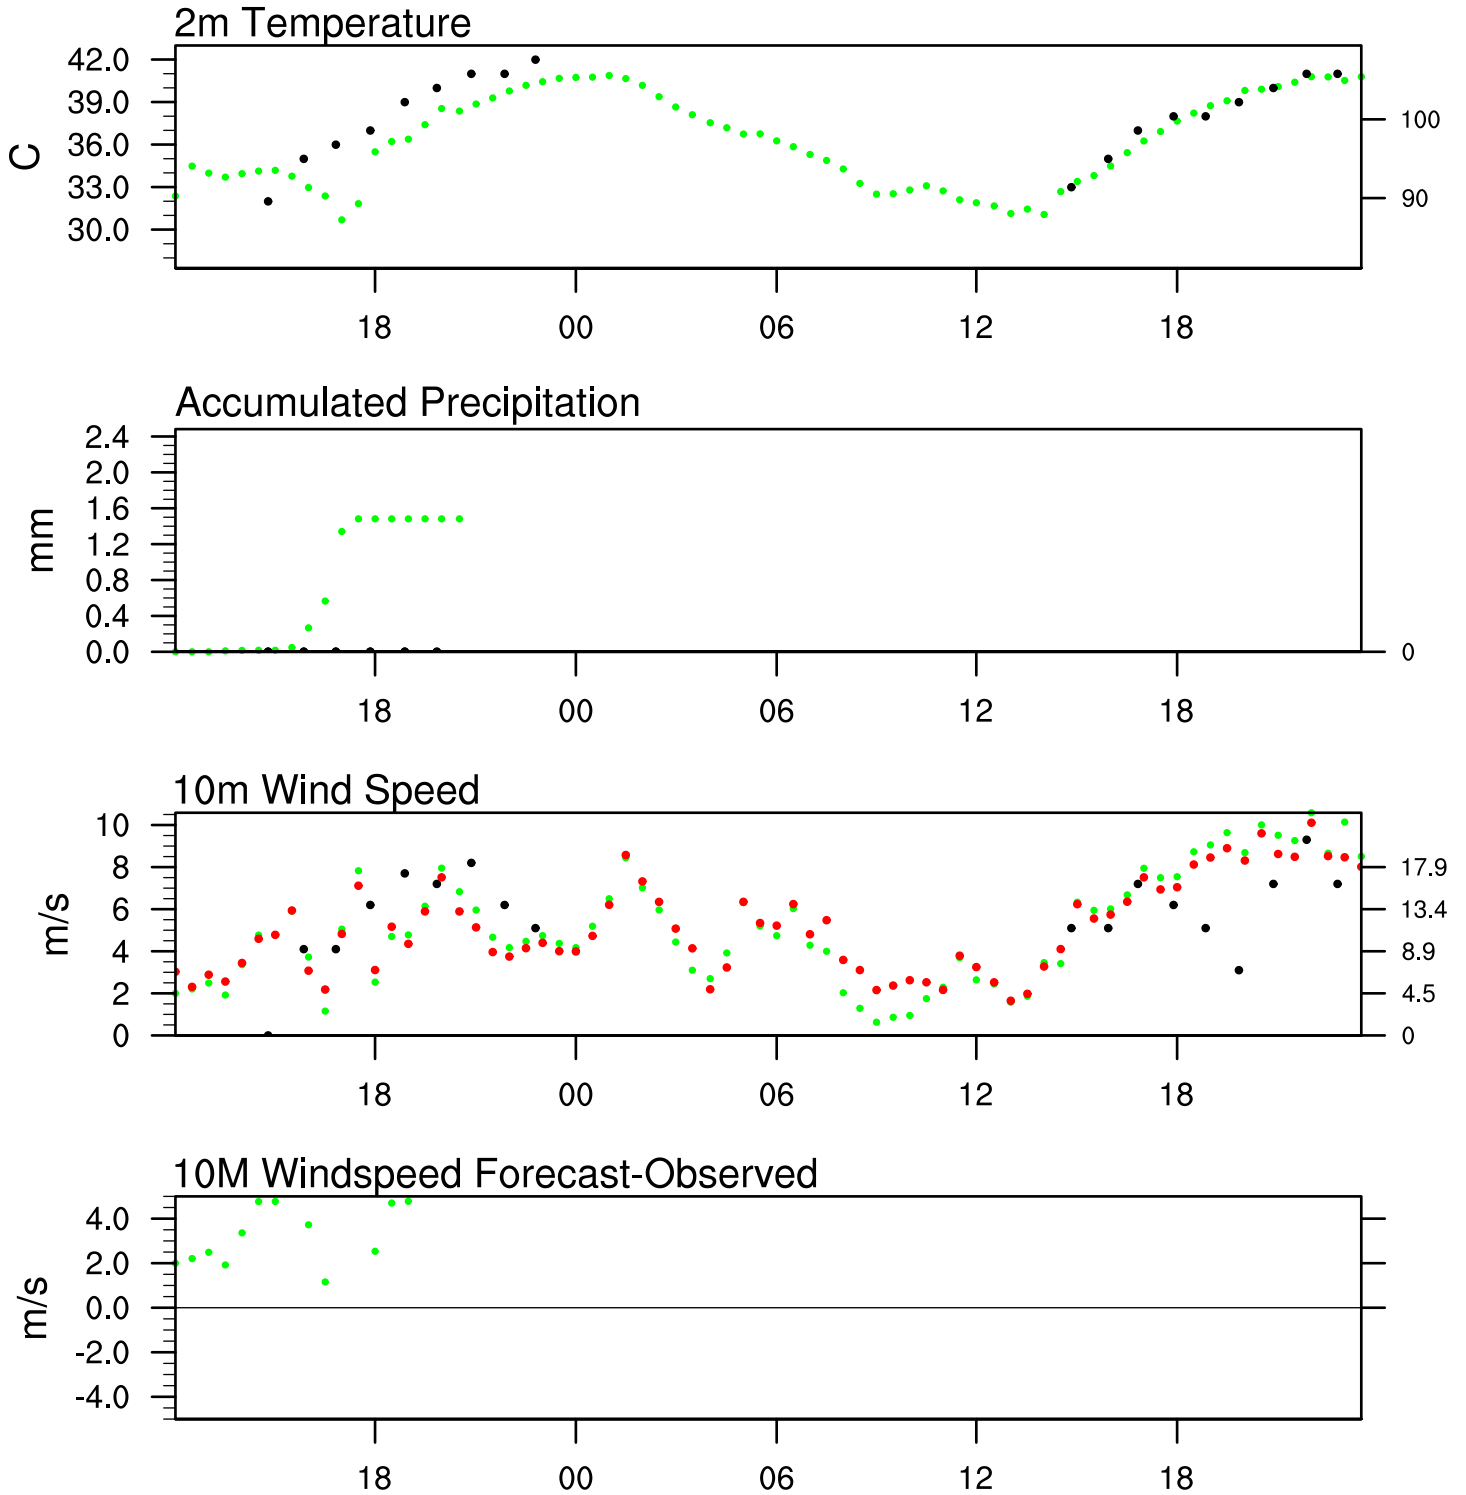 2m Temperature
42.0
39.0
36.0
33.0
30.0
C
100
90
18 00 06 12 18
Accumulated Precipitation
2.4
2.0
1.6
1.2
0.8
0.4
0.0
mm
0
18 00 06 12 18
10m Wind Speed
10
8
6
4
2
0
m/s
17.9
13.4
8.9
4.5
0
18 00 06 12 18
10M Windspeed Forecast-Observed
4.0
2.0
0.0
-2.0
-4.0
m/s
18 00 06 12 18